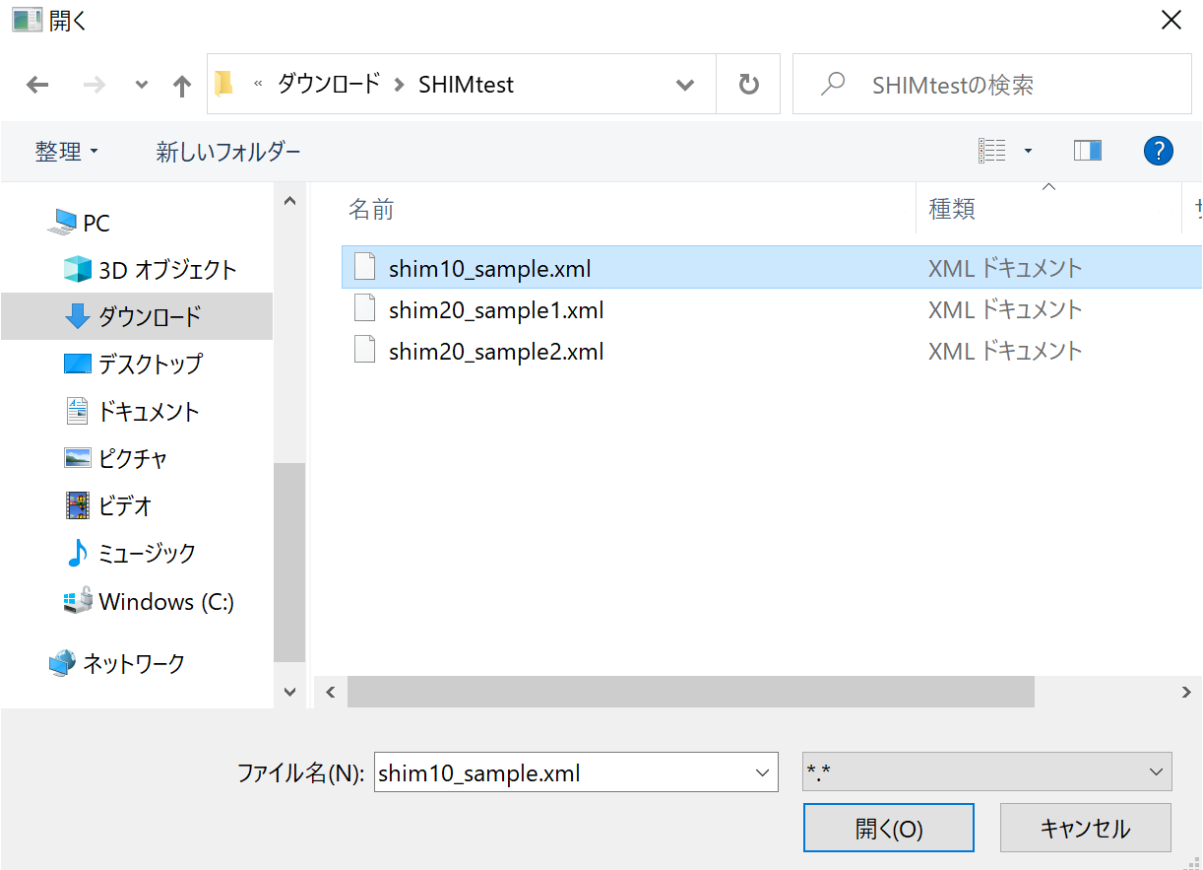 開く
« ダウンロード > SHIMtest
SHIMtestの検索
整理
新しいフォルダー
?
名前
種類
PC
3D オブジェクト
ダウンロード
デスクトップ
ドキュメント
ピクチャ
ビデオ
ミュージック
Windows (C:)
ネットワーク
shim10_sample.xml XML ドキュメント
shim20_sample1.xml XML ドキュメント
shim20_sample2.xml XML ドキュメント
ファイル名(N): shim10_sample.xml
*.*
開く(O)
キャンセル